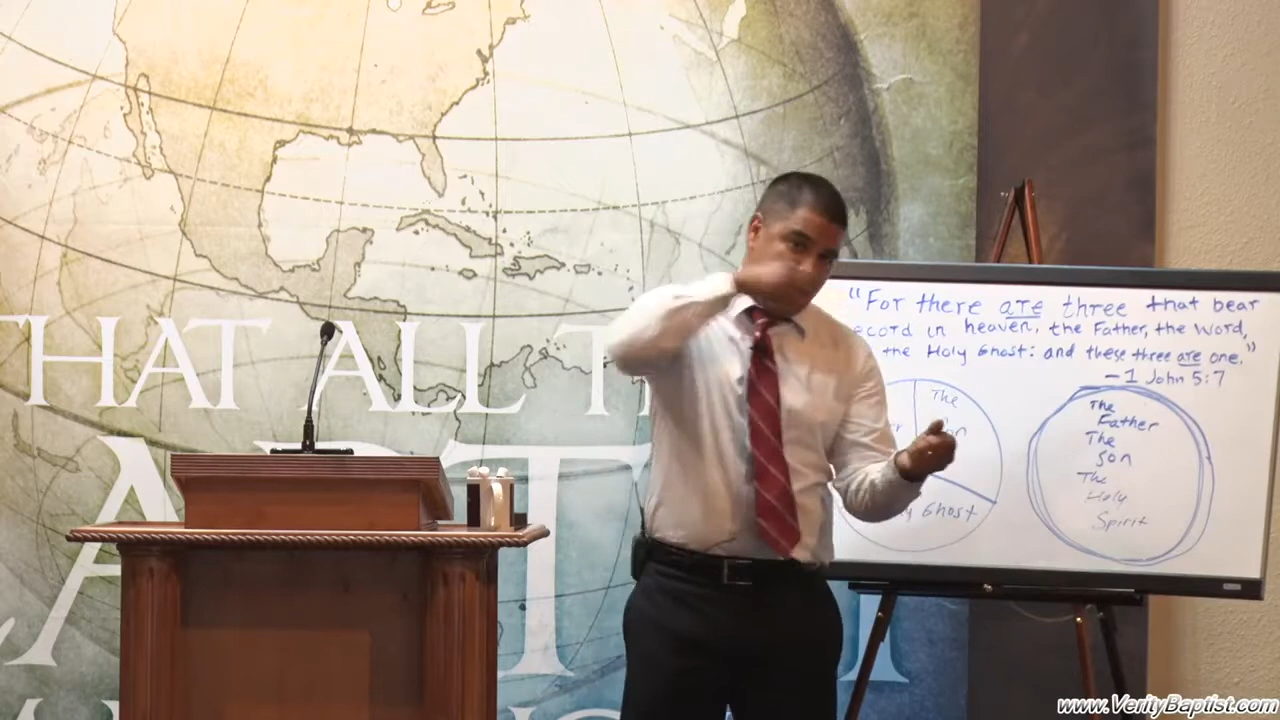 THAT ALL T
"For there are three that bear
ecord in heaven, the Father, the Word,
the Holy Ghost: and these three are one."
-1 John 5:7
The
The
Father
The
Son
The
Holy
Spirit
Ghost
www.VerityBaptist.com